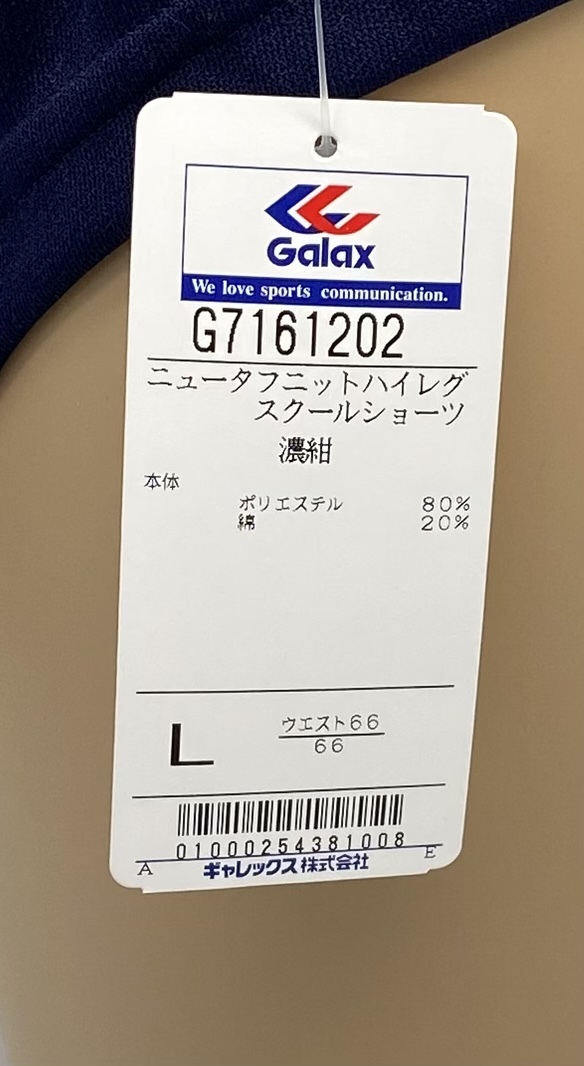 Galax
We love sports communication.
G7161202
ニュータフニットハイレグ
スクールショーツ
濃紺
本体
ポリエステル 80%
綿 20%
L
ウエスト66
66
01000254381008
A ギャレックス株式会社 E